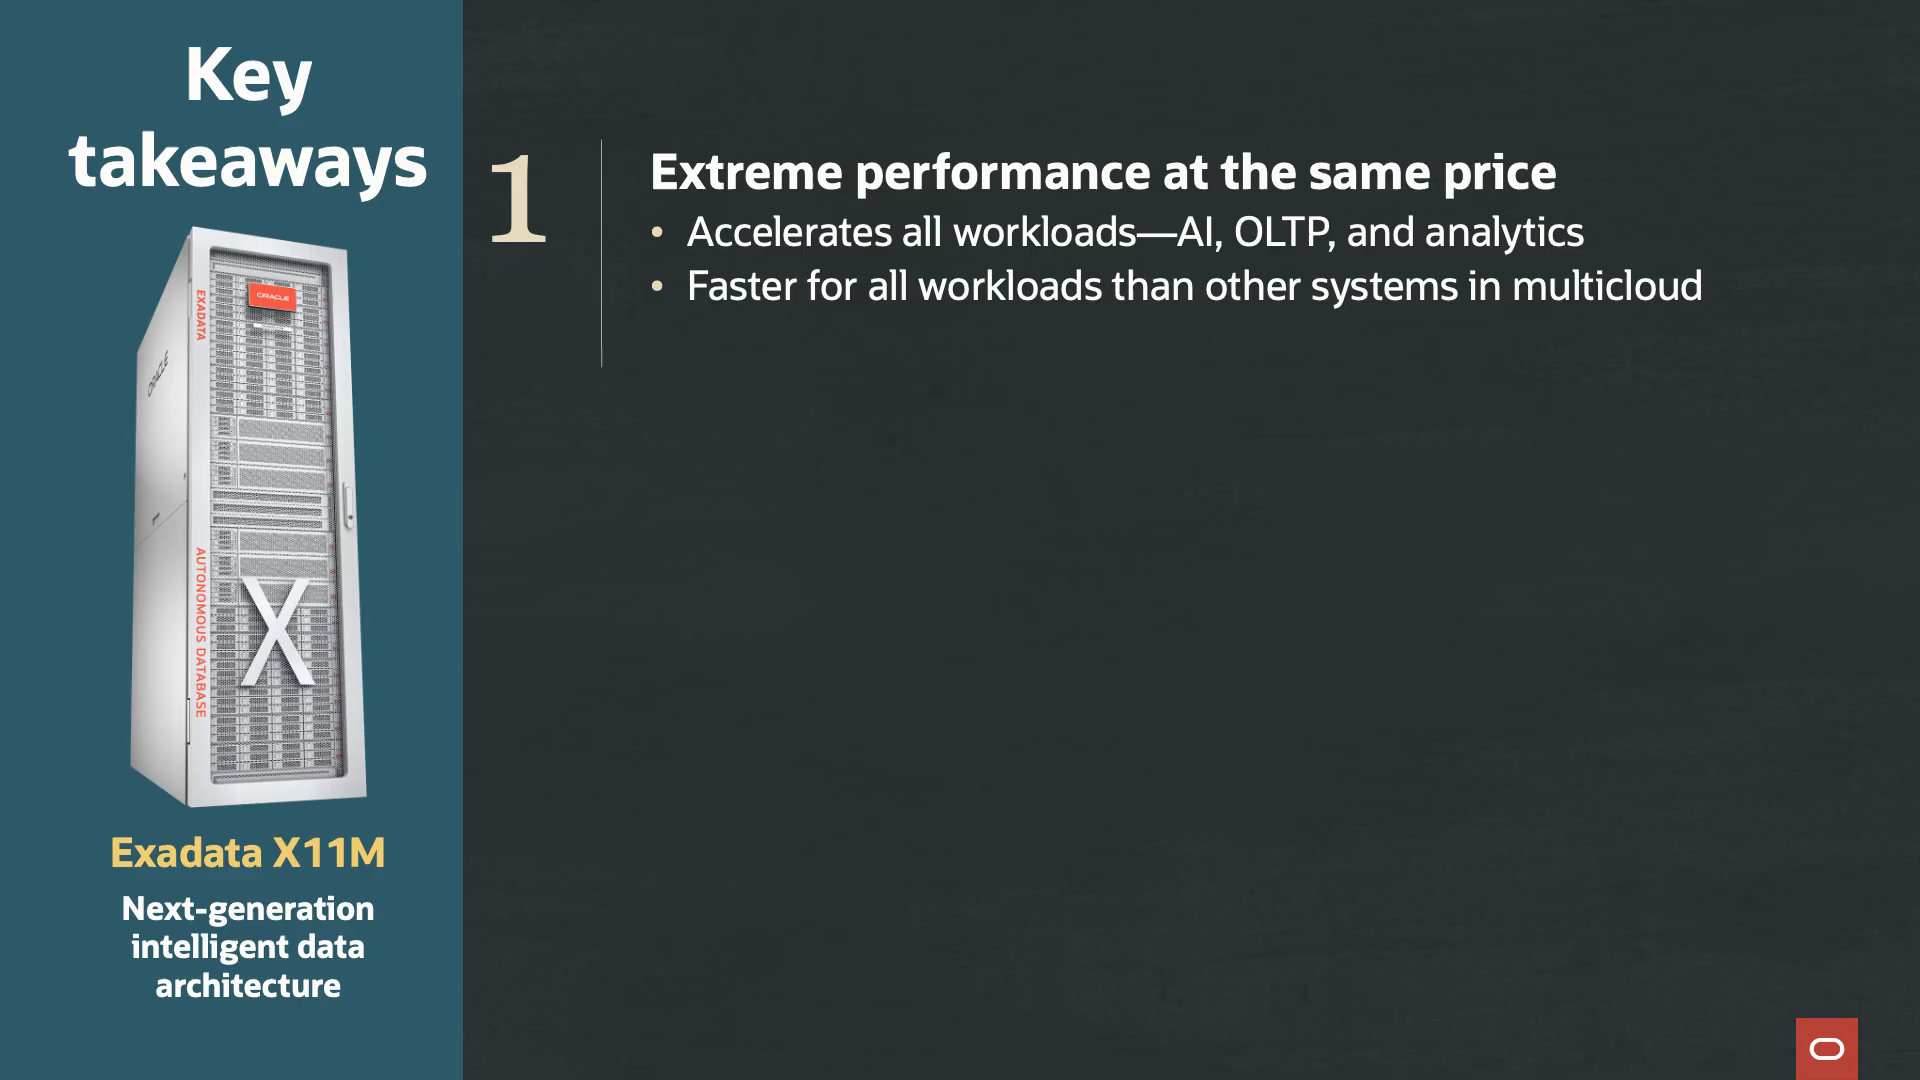 Key
takeaways
ORACLE
EXADATA
ORACLE
AUTONOMOUS DATABASE
X
Exadata X11M
Next-generation
intelligent data
architecture
1
Extreme performance at the same price
• Accelerates all workloads—AI, OLTP, and analytics
• Faster for all workloads than other systems in multicloud